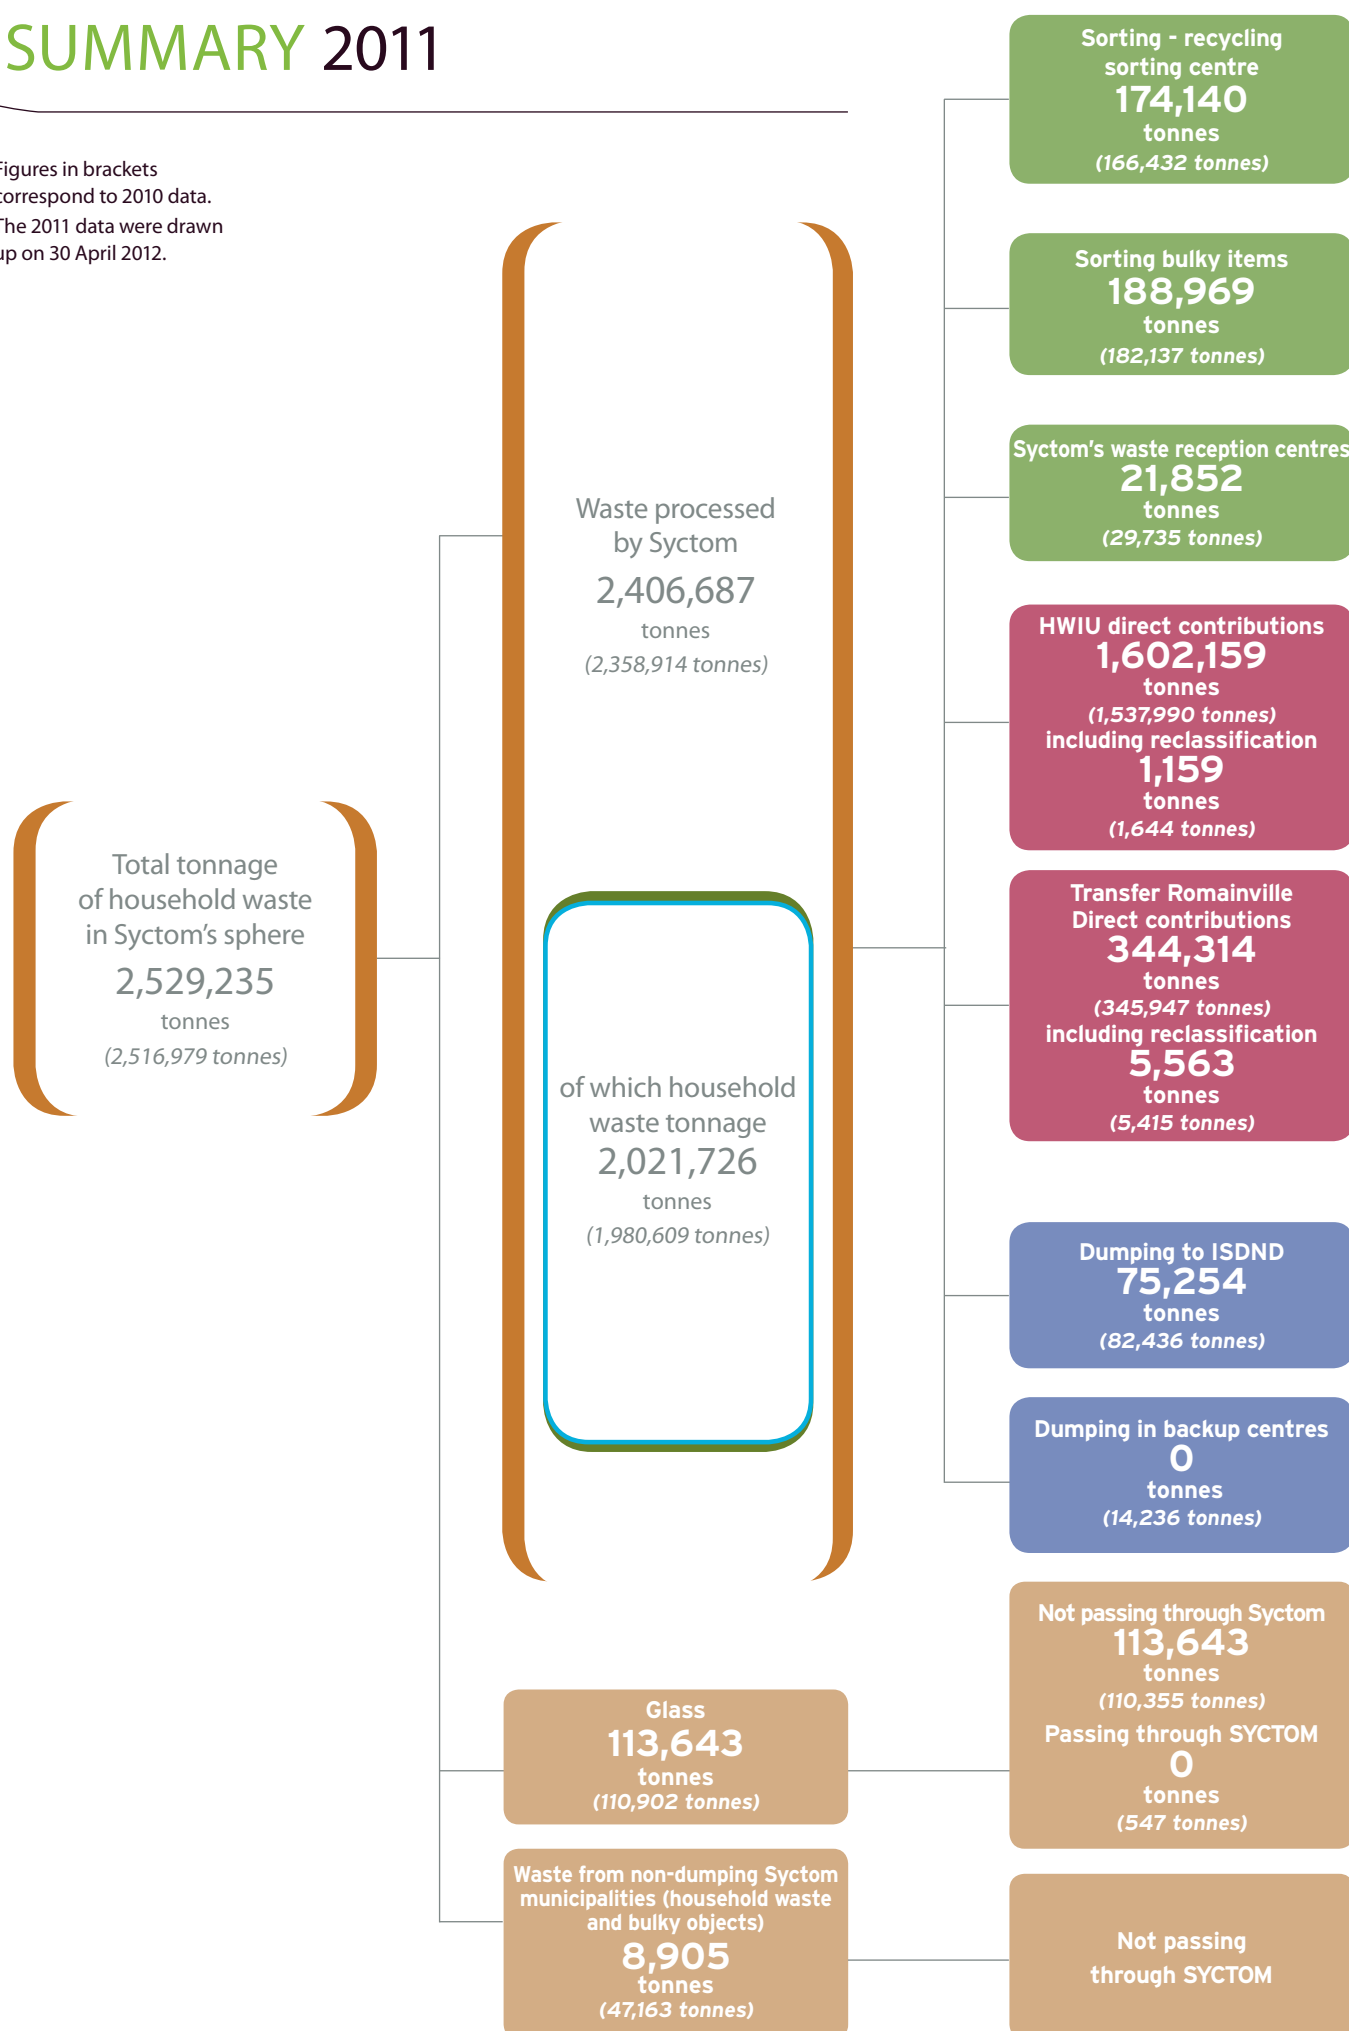 SUMMARY 2011
Figures in brackets
correspond to 2010 data.
The 2011 data were drawn
up on 30 April 2012.
Total tonnage
of household waste
in Syctom's sphere
2,529,235
tonnes
(2,516,979 tonnes)
Waste processed
by Syctom
2,406,687
tonnes
(2,358,914 tonnes)
of which household
waste tonnage
2,021,726
tonnes
(1,980,609 tonnes)
Glass
113,643
tonnes
(110,902 tonnes)
Waste from non-dumping Syctom
municipalities (household waste
and bulky objects)
8,905
tonnes
(47,163 tonnes)
Sorting - recycling
sorting centre
174,140
tonnes
(166,432 tonnes)
Sorting bulky items
188,969
tonnes
(182,137 tonnes)
Syctom's waste reception centres
21,852
tonnes
(29,735 tonnes)
HWIU direct contributions
1,602,159
tonnes
(1,537,990 tonnes)
including reclassification
1,159
tonnes
(1,644 tonnes)
Transfer Romainville
Direct contributions
344,314
tonnes
(345,947 tonnes)
including reclassification
5,563
tonnes
(5,415 tonnes)
Dumping to ISDND
75,254
tonnes
(82,436 tonnes)
Dumping in backup centres
0
tonnes
(14,236 tonnes)
Not passing through Syctom
113,643
tonnes
(110,355 tonnes)
Passing through SYCTOM
0
tonnes
(547 tonnes)
Not passing
through SYCTOM